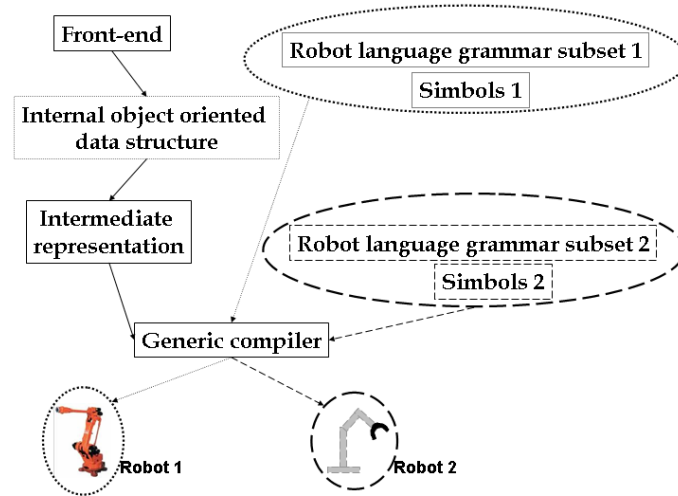 Front-end
Robot language grammar subset 1
Simbols 1
Internal object oriented
data structure
Intermediate
representation
Robot language grammar subset 2
Simbols 2
Generic compiler
Robot 1
Robot 2